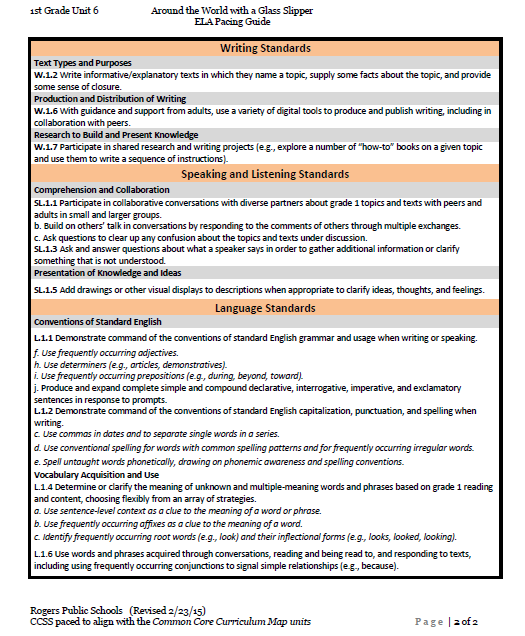 1st Grade Unit 6 Around the World with a Glass Slipper
ELA Pacing Guide
Writing Standards
Text Types and Purposes
W.1.2 Write informative/explanatory texts in which they name a topic, supply some facts about the topic, and provide
some sense of closure.
Production and Distribution of Writing
W.1.6 With guidance and support from adults, use a variety of digital tools to produce and publish writing, including in
collaboration with peers.
Research to Build and Present Knowledge
W.1.7 Participate in shared research and writing projects (e.g., explore a number of "how-to" books on a given topic
and use them to write a sequence of instructions).
Speaking and Listening Standards
Comprehension and Collaboration
SL.1.1 Participate in collaborative conversations with diverse partners about grade 1 topics and texts with peers and
adults in small and larger groups.
b. Build on others' talk in conversations by responding to the comments of others through multiple exchanges.
c. Ask questions to clear up any confusion about the topics and texts under discussion.
SL.1.3 Ask and answer questions about what a speaker says in order to gather additional information or clarify
something that is not understood.
Presentation of Knowledge and Ideas
SL.1.5 Add drawings or other visual displays to descriptions when appropriate to clarify ideas, thoughts, and feelings.
Language Standards
Conventions of Standard English
L.1.1 Demonstrate command of the conventions of standard English grammar and usage when writing or speaking.
f. Use frequently occurring adjectives.
h. Use determiners (e.g., articles, demonstratives).
i. Use frequently occurring prepositions (e.g., during, beyond, toward).
j. Produce and expand complete simple and compound declarative, interrogative, imperative, and exclamatory
sentences in response to prompts.
L.1.2 Demonstrate command of the conventions of standard English capitalization, punctuation, and spelling when
writing.
c. Use commas in dates and to separate single words in a series.
d. Use conventional spelling for words with common spelling patterns and for frequently occurring irregular words.
e. Spell untaught words phonetically, drawing on phonemic awareness and spelling conventions.
Vocabulary Acquisition and Use
L.1.4 Determine or clarify the meaning of unknown and multiple-meaning words and phrases based on grade 1 reading
and content, choosing flexibly from an array of strategies.
a. Use sentence-level context as a clue to the meaning of a word or phrase.
b. Use frequently occurring affixes as a clue to the meaning of a word.
c. Identify frequently occurring root words (e.g., look) and their inflectional forms (e.g., looks, looked, looking).
L.1.6 Use words and phrases acquired through conversations, reading and being read to, and responding to texts,
including using frequently occurring conjunctions to signal simple relationships (e.g., because).
Rogers Public Schools (Revised 2/23/15)
CCSS paced to align with the Common Core Curriculum Map units Page | 2 of 2